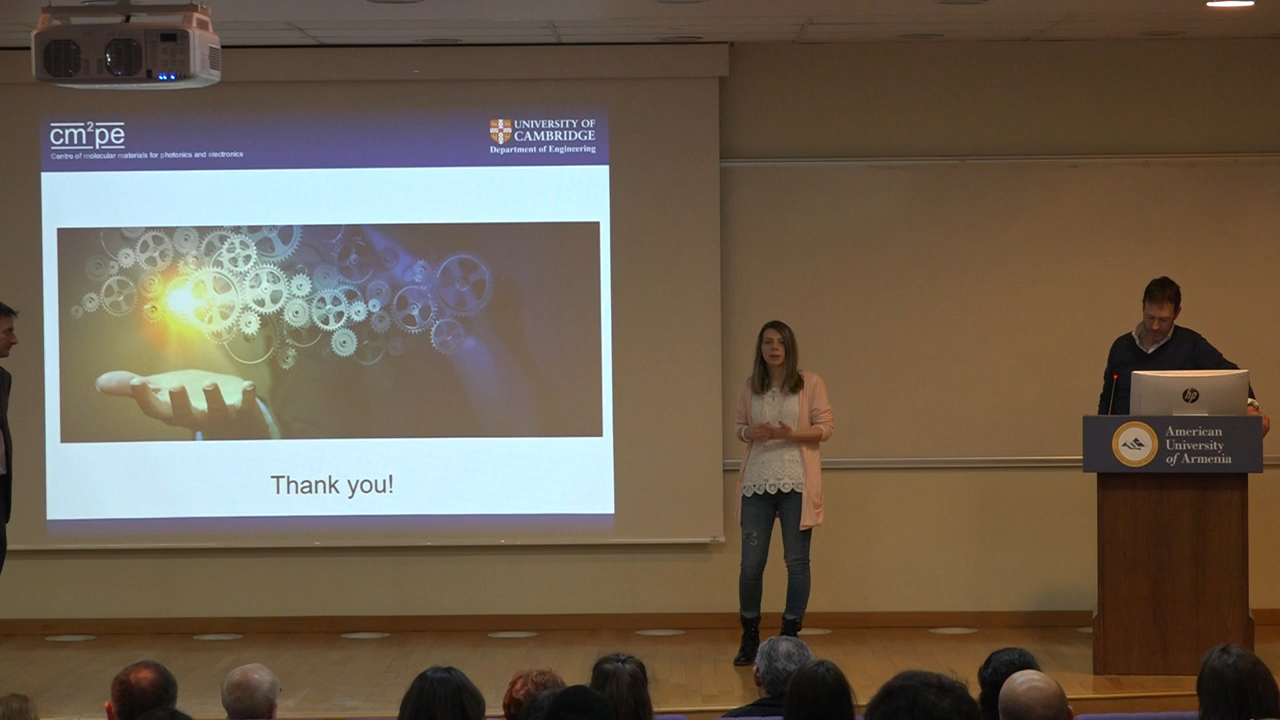 cm²pe
Centre of molecular materials for photonics and electronics
UNIVERSITY OF
CAMBRIDGE
Department of Engineering
Thank you!
hp
American
University
of Armenia